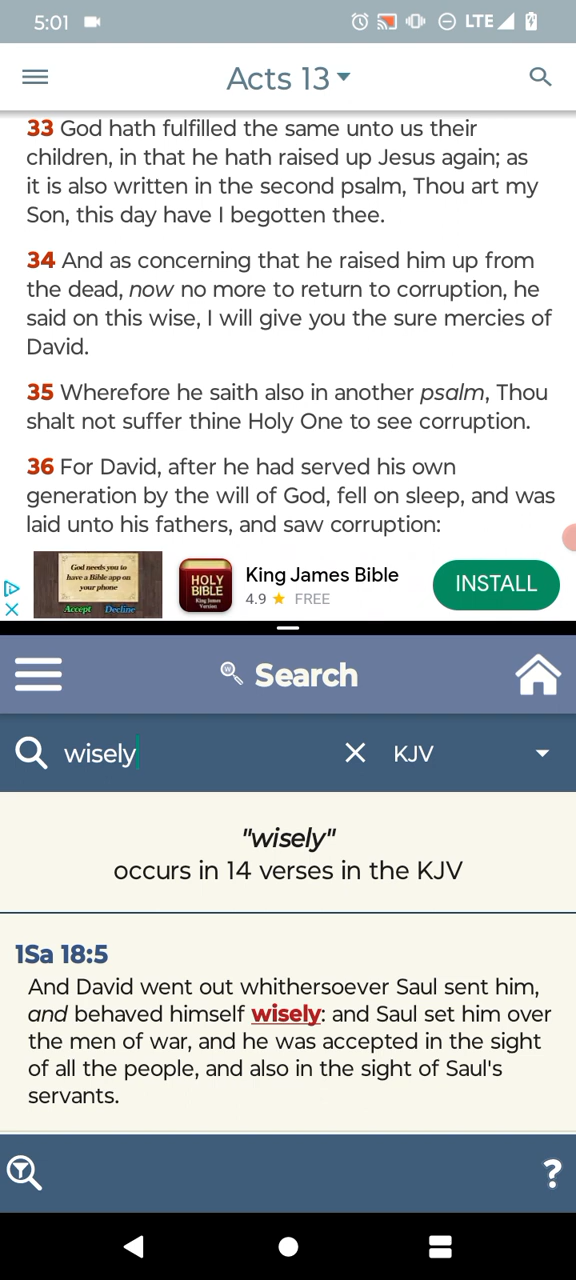 5:01
LTE
Acts 13
33 God hath fulfilled the same unto us their
children, in that he hath raised up Jesus again; as
it is also written in the second psalm, Thou art my
Son, this day have I begotten thee.
34 And as concerning that he raised him up from
the dead, now no more to return to corruption, he
said on this wise, I will give you the sure mercies of
David.
35 Wherefore he saith also in another psalm, Thou
shalt not suffer thine Holy One to see corruption.
36 For David, after he had served his own
generation by the will of God, fell on sleep, and was
laid unto his fathers, and saw corruption:
God needs you to
have a Bible app on
your phone
Accept Decline
HOLY
BIBLE
King James
Version
King James Bible
4.9 ★ FREE
INSTALL
Search
wisely
KJV
"wisely"
occurs in 14 verses in the KJV
1Sa 18:5
And David went out whithersoever Saul sent him,
and behaved himself wisely: and Saul set him over
the men of war, and he was accepted in the sight
of all the people, and also in the sight of Saul's
servants.
?